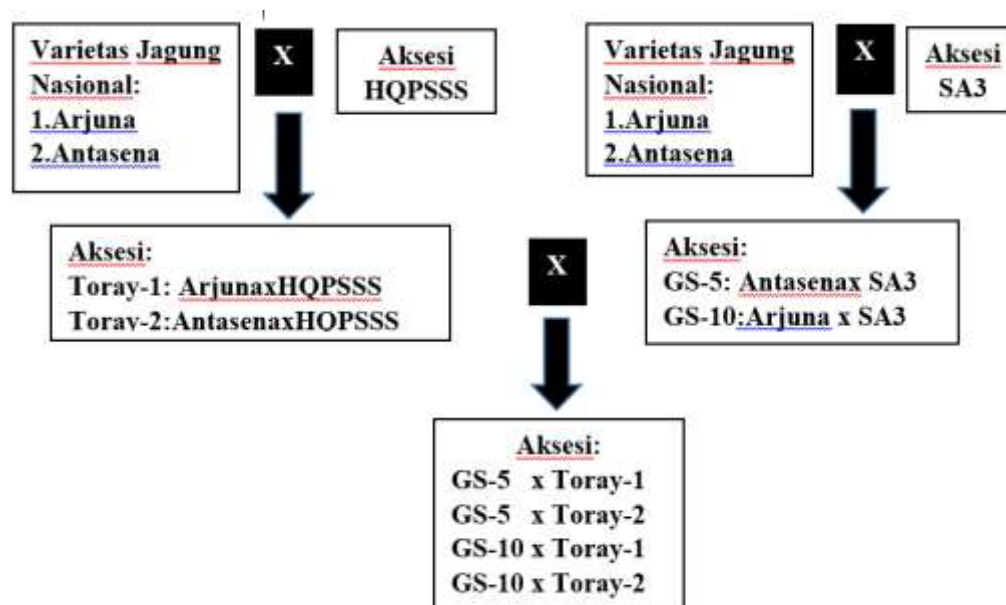 Varietas Jagung
Nasional:
1.Arjuna
2.Antasena
X
Aksesi
HQPSSS
Varietas Jagung
Nasional:
1.Arjuna
2.Antasena
X
Aksesi
SA3
Aksesi:
Toray-1: ArjunaxHQPSSS
Toray-2:AntasenaxHQPSSS
X
Aksesi:
GS-5: Antasenax SA3
GS-10:Arjuna x SA3
Aksesi:
GS-5 x Toray-1
GS-5 x Toray-2
GS-10 x Toray-1
GS-10 x Toray-2